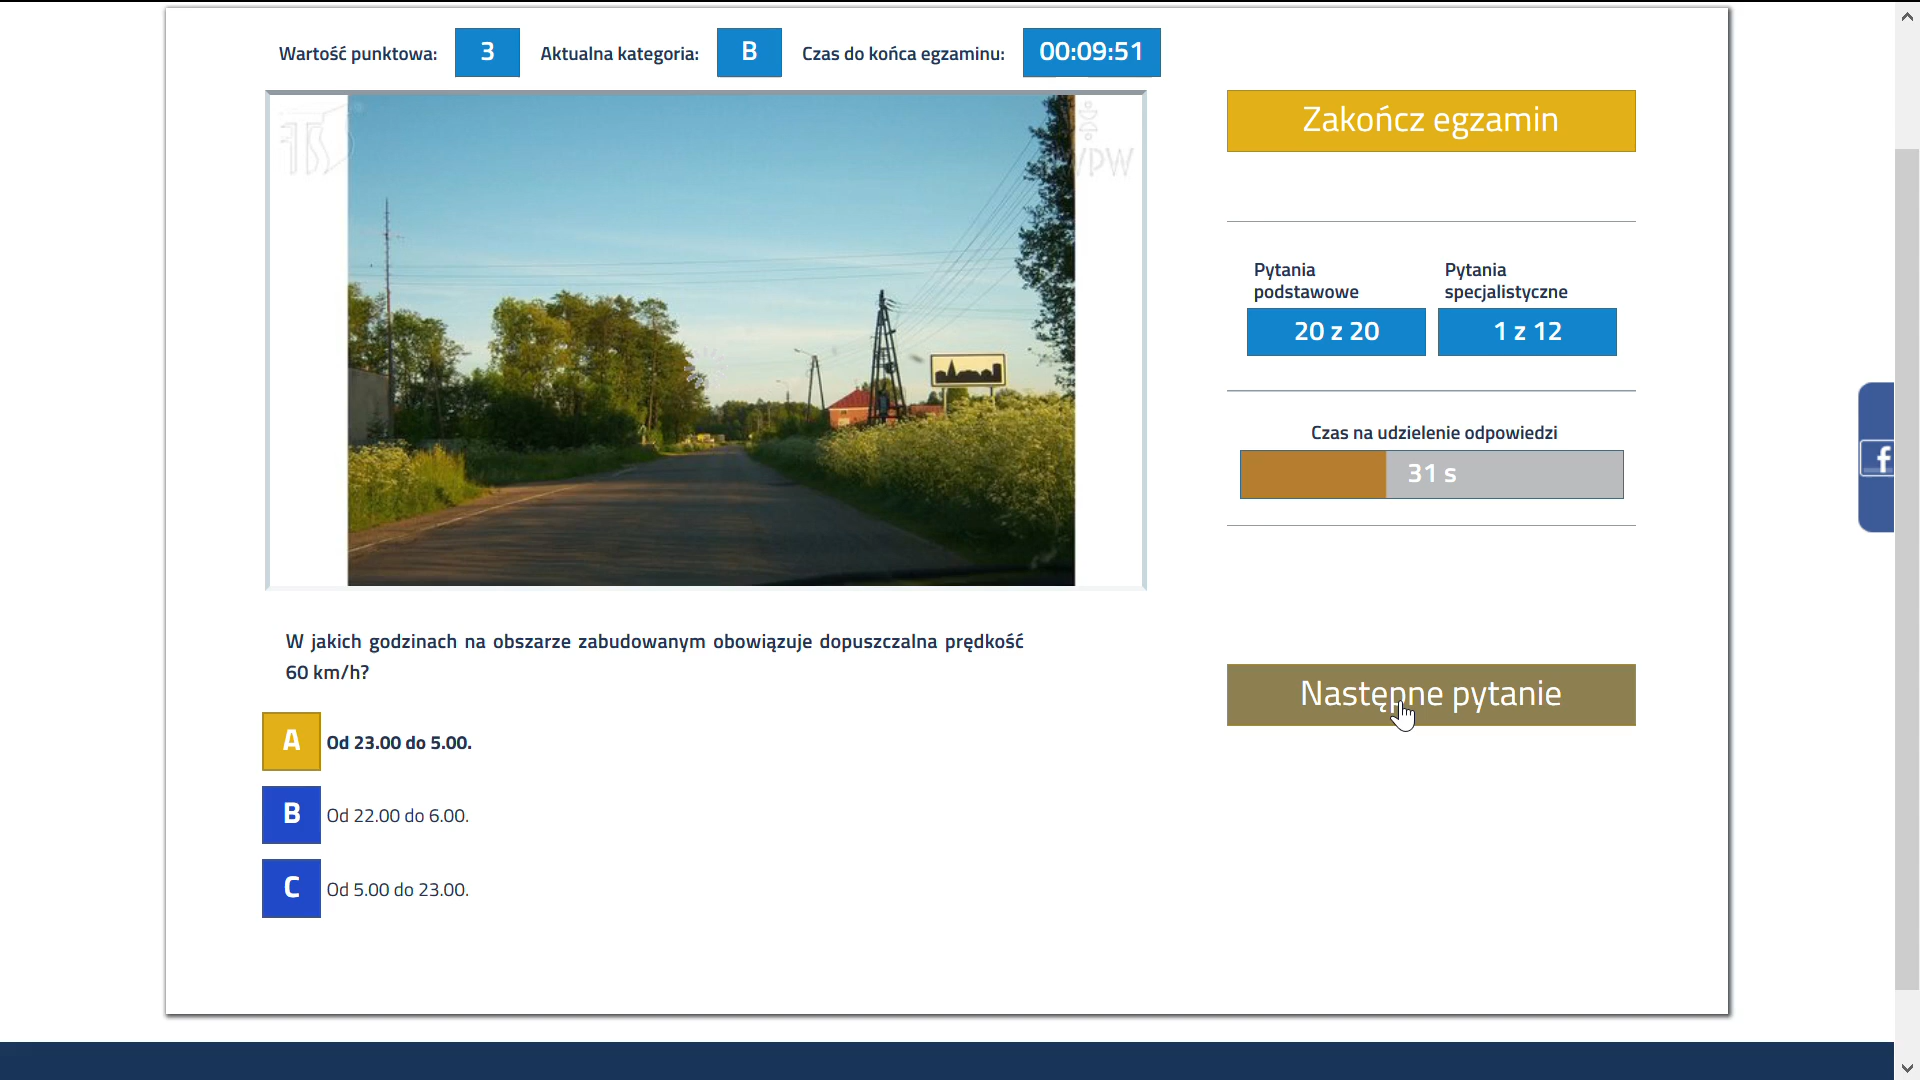 Wartość punktowa: 3 Aktualna kategoria: B Czas do końca egzaminu: 00:09:51
Zakończ egzamin
Pytania podstawowe
20 z 20
Pytania specjalistyczne
1 z 12
Czas na udzielenie odpowiedzi
31 s
W jakich godzinach na obszarze zabudowanym obowiązuje dopuszczalna prędkość
60 km/h?
A Od 23.00 do 5.00.
B Od 22.00 do 6.00.
C Od 5.00 do 23.00.
Następne pytanie